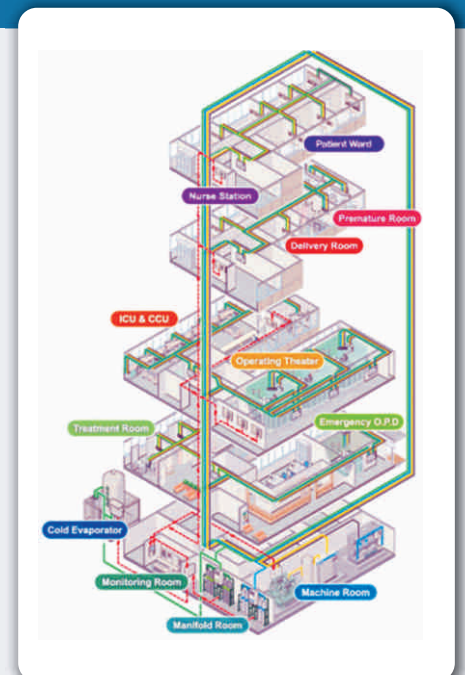 Patient Ward
Nurse Station
Premature Room
Delivery Room
ICU & CCU
Operating Theater
Emergency O.P.D
Treatment Room
Cold Evaporator
Monitoring Room
Machine Room
Manifold Room